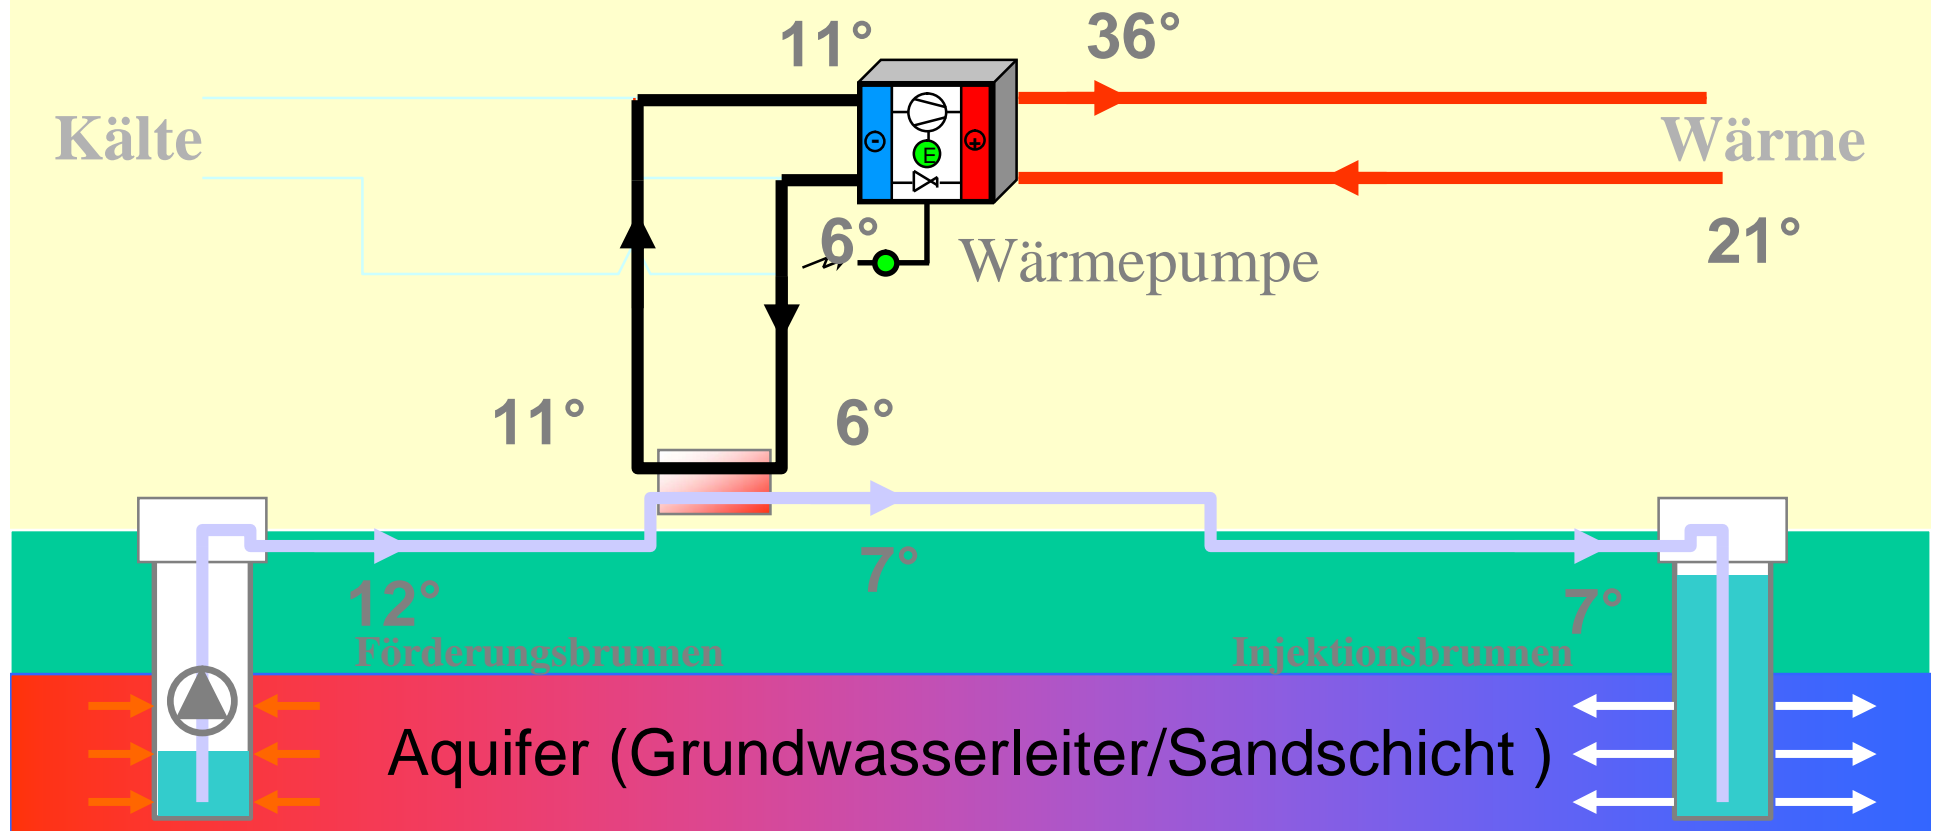 11°
36°
Kälte
-
E
+
Wärme
6°
Wärmepumpe
21°
11°
6°
7°
12°
7°
Förderungsbrunnen
Injektionsbrunnen
Aquifer (Grundwasserleiter/Sandschicht )